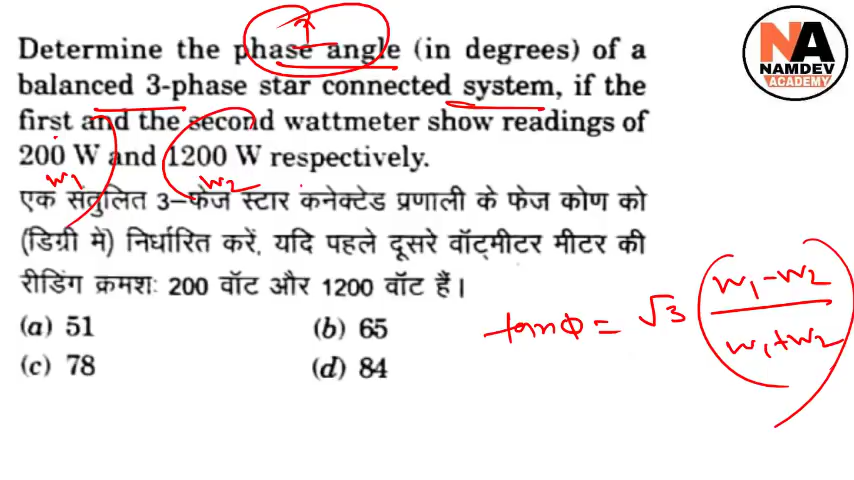 Determine the phase angle (in degrees) of a
balanced 3-phase star connected system, if the
first and the second wattmeter show readings of
200 W and 1200 W respectively.
W1 W2
एक संतुलित 3-फेज स्टार कनेक्टेड प्रणाली के फेज कोण को
(डिग्री में) निर्धारित करें, यदि पहले दूसरे वॉट्मीटर मीटर की
रीडिंग क्रमशः 200 वॉट और 1200 वॉट हैं।
(a) 51 (b) 65
(c) 78 (d) 84
tanΦ = √3 (W1-W2 / W1+W2)
NA
NAMDEV
ACADEMY